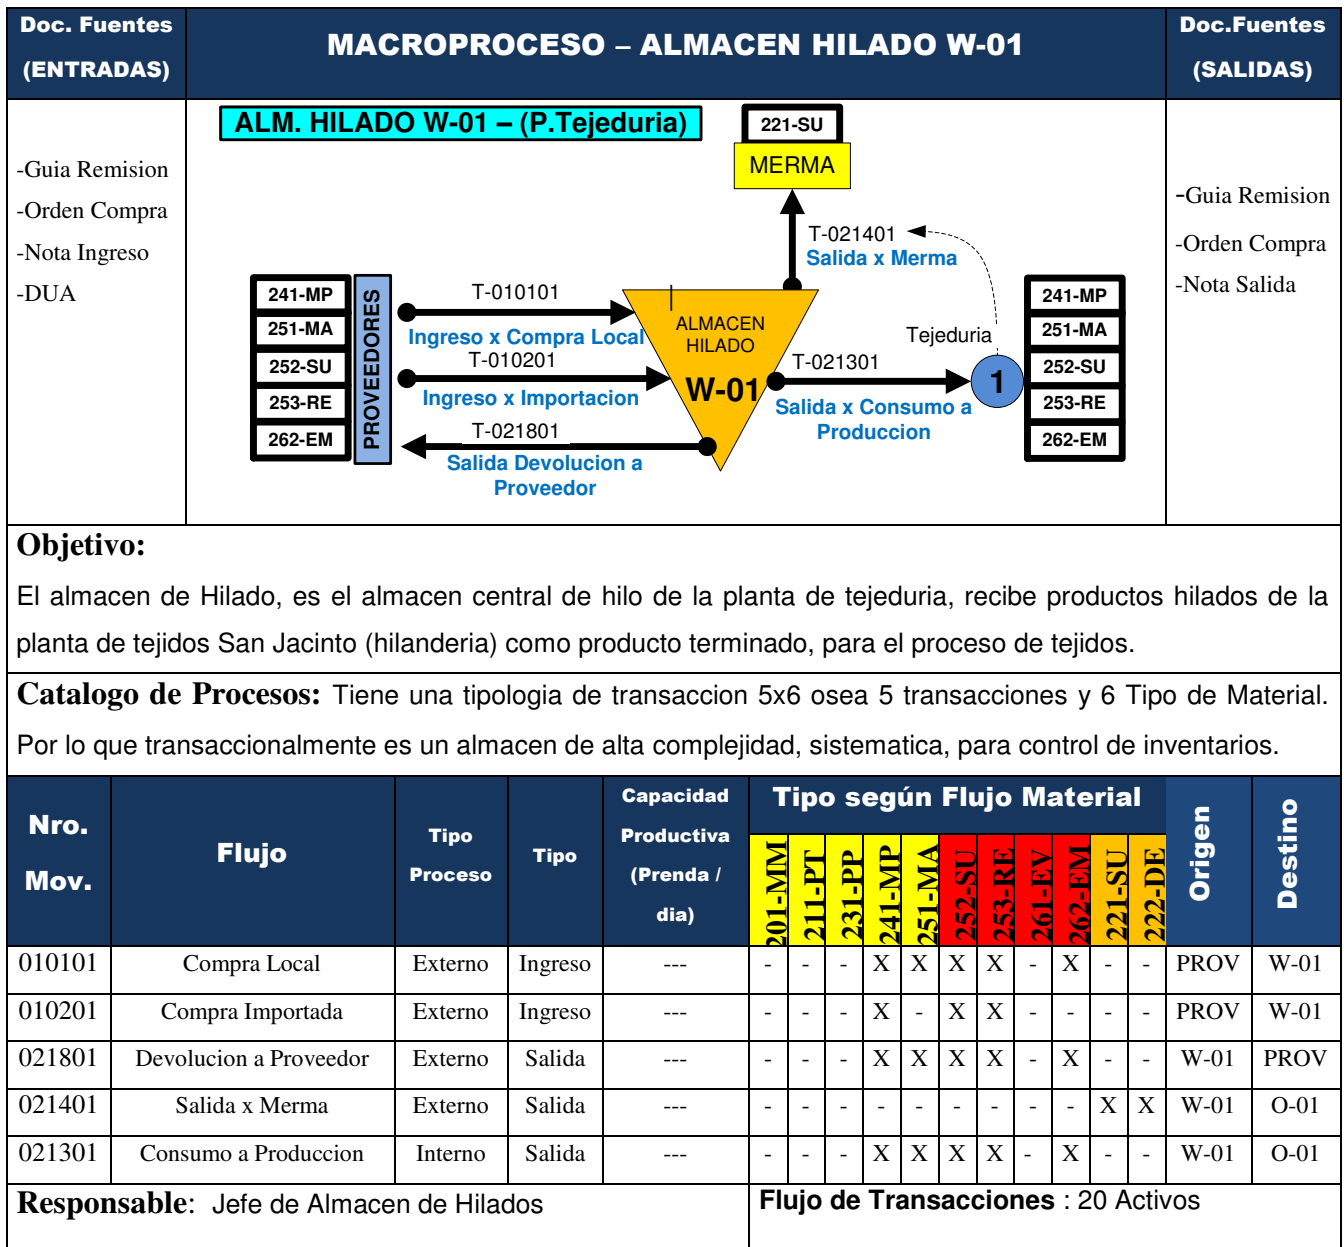 Doc. Fuentes
(ENTRADAS)
MACROPROCESO – ALMACEN HILADO W-01
Doc.Fuentes
(SALIDAS)
-Guia Remision
-Orden Compra
-Nota Ingreso
-DUA
ALM. HILADO W-01 – (P.Tejeduria)
221-SU
MERMA
T-021401
Salida x Merma
241-MP
251-MA
252-SU
253-RE
262-EM
PROVEEDORES
T-010101
Ingreso x Compra Local
T-010201
Ingreso x Importacion
T-021801
Salida Devolucion a
Proveedor
ALMACEN
HILADO
W-01
T-021301
Salida x Consumo a
Produccion
Tejeduria
1
241-MP
251-MA
252-SU
253-RE
262-EM
-Guia Remision
-Orden Compra
-Nota Salida
Objetivo:
El almacen de Hilado, es el almacen central de hilo de la planta de tejeduria, recibe productos hilados de la
planta de tejidos San Jacinto (hilanderia) como producto terminado, para el proceso de tejidos.
Catalogo de Procesos: Tiene una tipologia de transaccion 5x6 osea 5 transacciones y 6 Tipo de Material.
Por lo que transaccionalmente es un almacen de alta complejidad, sistematica, para control de inventarios.
Nro.
Mov.
Flujo
Tipo
Proceso
Tipo
Capacidad
Productiva
(Prenda /
dia)
Tipo según Flujo Material
201-MM
211-PT
231-PP
241-MP
251-MA
252-SU
253-RE
261-EV
262-EM
221-SU
222-DE
Origen
Destino
010101 Compra Local Externo Ingreso --- - - - X X X X - X - - PROV W-01
010201 Compra Importada Externo Ingreso --- - - - X - X X - - - - PROV W-01
021801 Devolucion a Proveedor Externo Salida --- - - - X X X X - X - - W-01 PROV
021401 Salida x Merma Externo Salida --- - - - - - - - - - X X W-01 O-01
021301 Consumo a Produccion Interno Salida --- - - - X X X X - X - - W-01 O-01
Responsable: Jefe de Almacen de Hilados
Flujo de Transacciones : 20 Activos